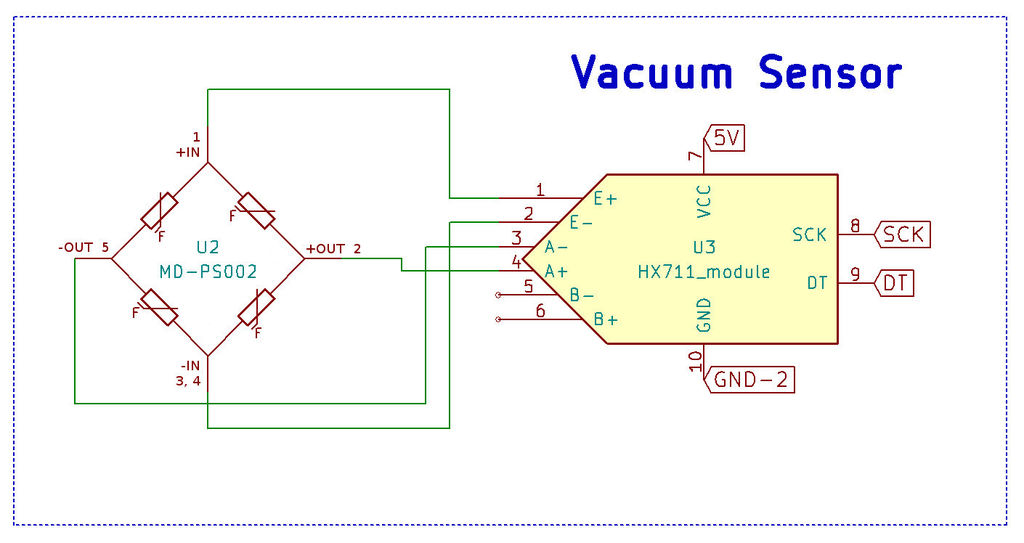 Vacuum Sensor
5V
7
1
+IN
1
E+
VCC
2
E-
F
F
8
SCK
SCK
3
A-
-OUT 5
U2
+OUT 2
U3
4
A+
MD-PS002
HX711_module
9
DT
DT
5
B-
F
F
6
B+
GND
10
-IN
3, 4
GND-2